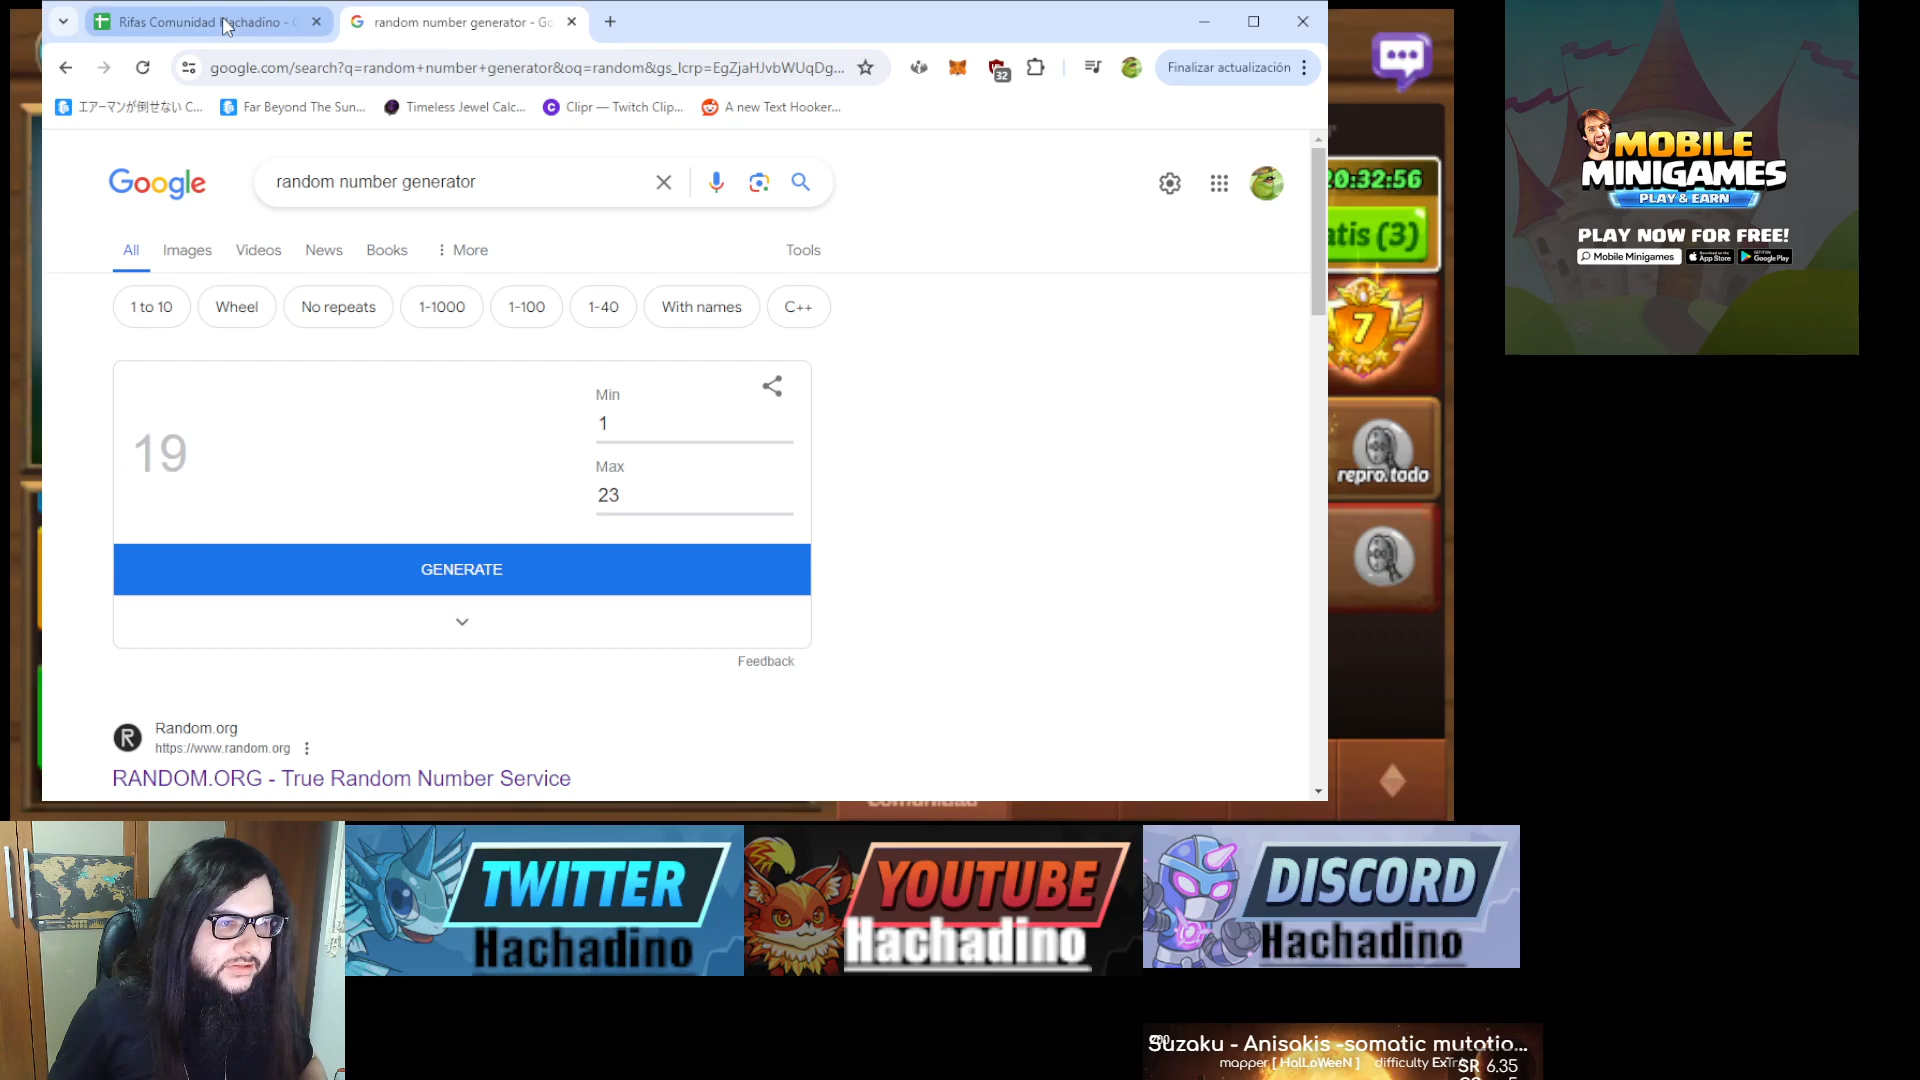 Rifas Comunidad Hachadino - C
random number generator - Go
google.com/search?q=random+number+generator&oq=random&gs_lcrp=EgZjaHJvbWUqDg...
32
Finalizar actualización
エアーマンが倒せない C...
Far Beyond The Sun...
Timeless Jewel Calc...
Clipr — Twitch Clip...
A new Text Hooker...
Google
random number generator
All
Images
Videos
News
Books
More
Tools
1 to 10
Wheel
No repeats
1-1000
1-100
1-40
With names
C++
19
Min
1
Max
23
GENERATE
Feedback
Random.org
https://www.random.org
RANDOM.ORG - True Random Number Service
20:32:56
atis (3)
7
repro.todo
Comunidad
MOBILE
MINIGAMES
PLAY & EARN
PLAY NOW FOR FREE!
Mobile Minigames
App Store
Google Play
TWITTER
Hachadino
YOUTUBE
Hachadino
DISCORD
Hachadino
Suzaku - Anisakis -somatic mutatio...
mapper [ HalLoWeeN ]
difficulty ExTr
SR 6.35